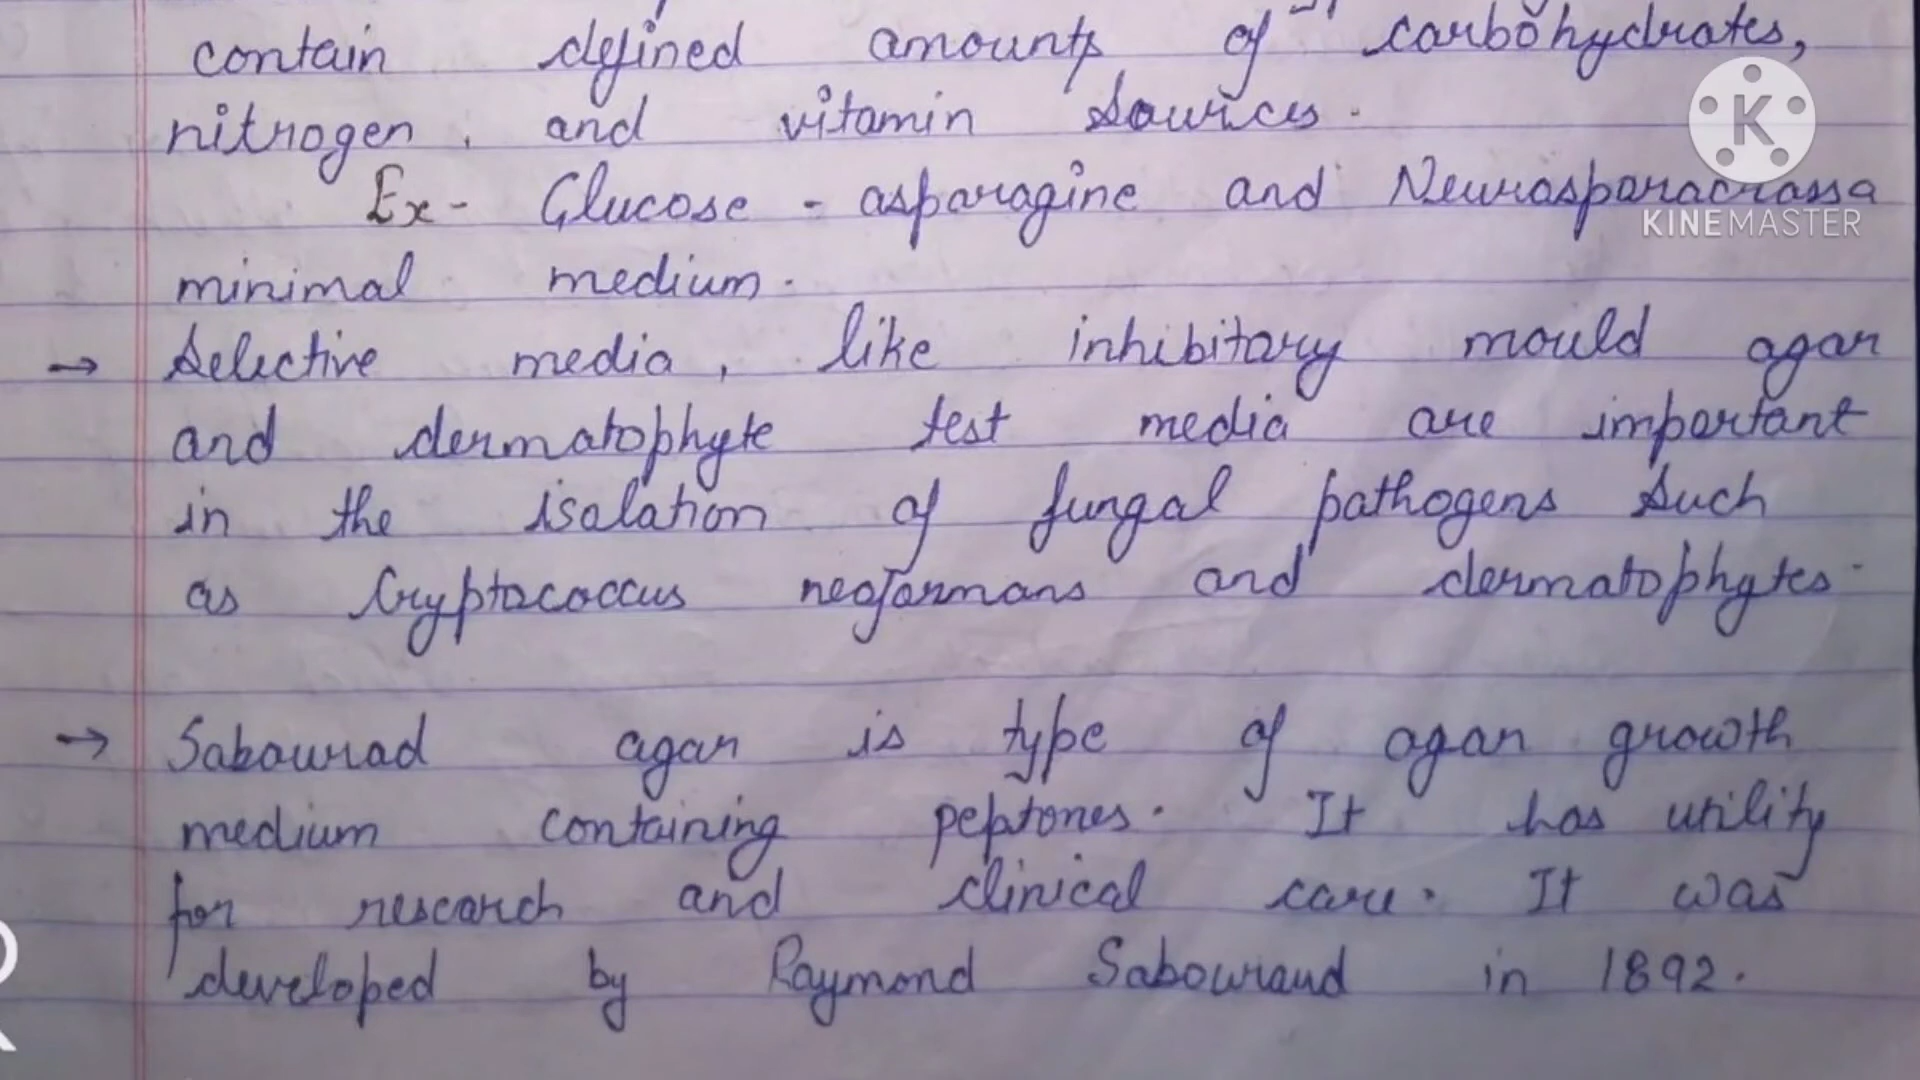 contain defined amounts of carbohydrates,
nitrogen, and vitamin sources.
Ex- Glucose - asparagine and Neurosporacrassa
minimal medium.
→ Selective media, like inhibitory mould agar
and dermatophyte test media are important
in the isolation of fungal pathogens such
as Cryptococcus neoformans and dermatophytes.
→ Sabourad agar is type of agar growth
medium containing peptones. It has utility
for research and clinical care. It was
developed by Raymond Sabouraud in 1892.
K
KINEMASTER